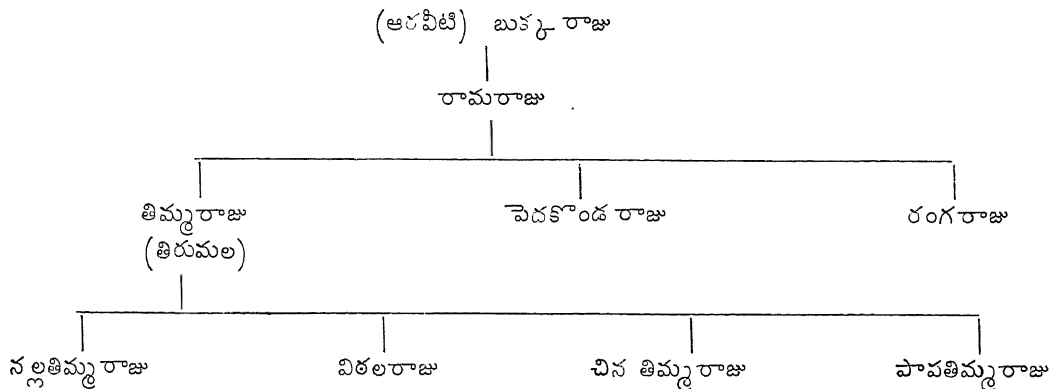 (ఆరవీటి) బుక్క రాజు
రామరాజు
తిమ్మరాజు పెదకొండ రాజు రంగరాజు
(తిరుమల)
నల్లతిమ్మరాజు విఠలరాజు చిన తిమ్మరాజు పాపతిమ్మరాజు